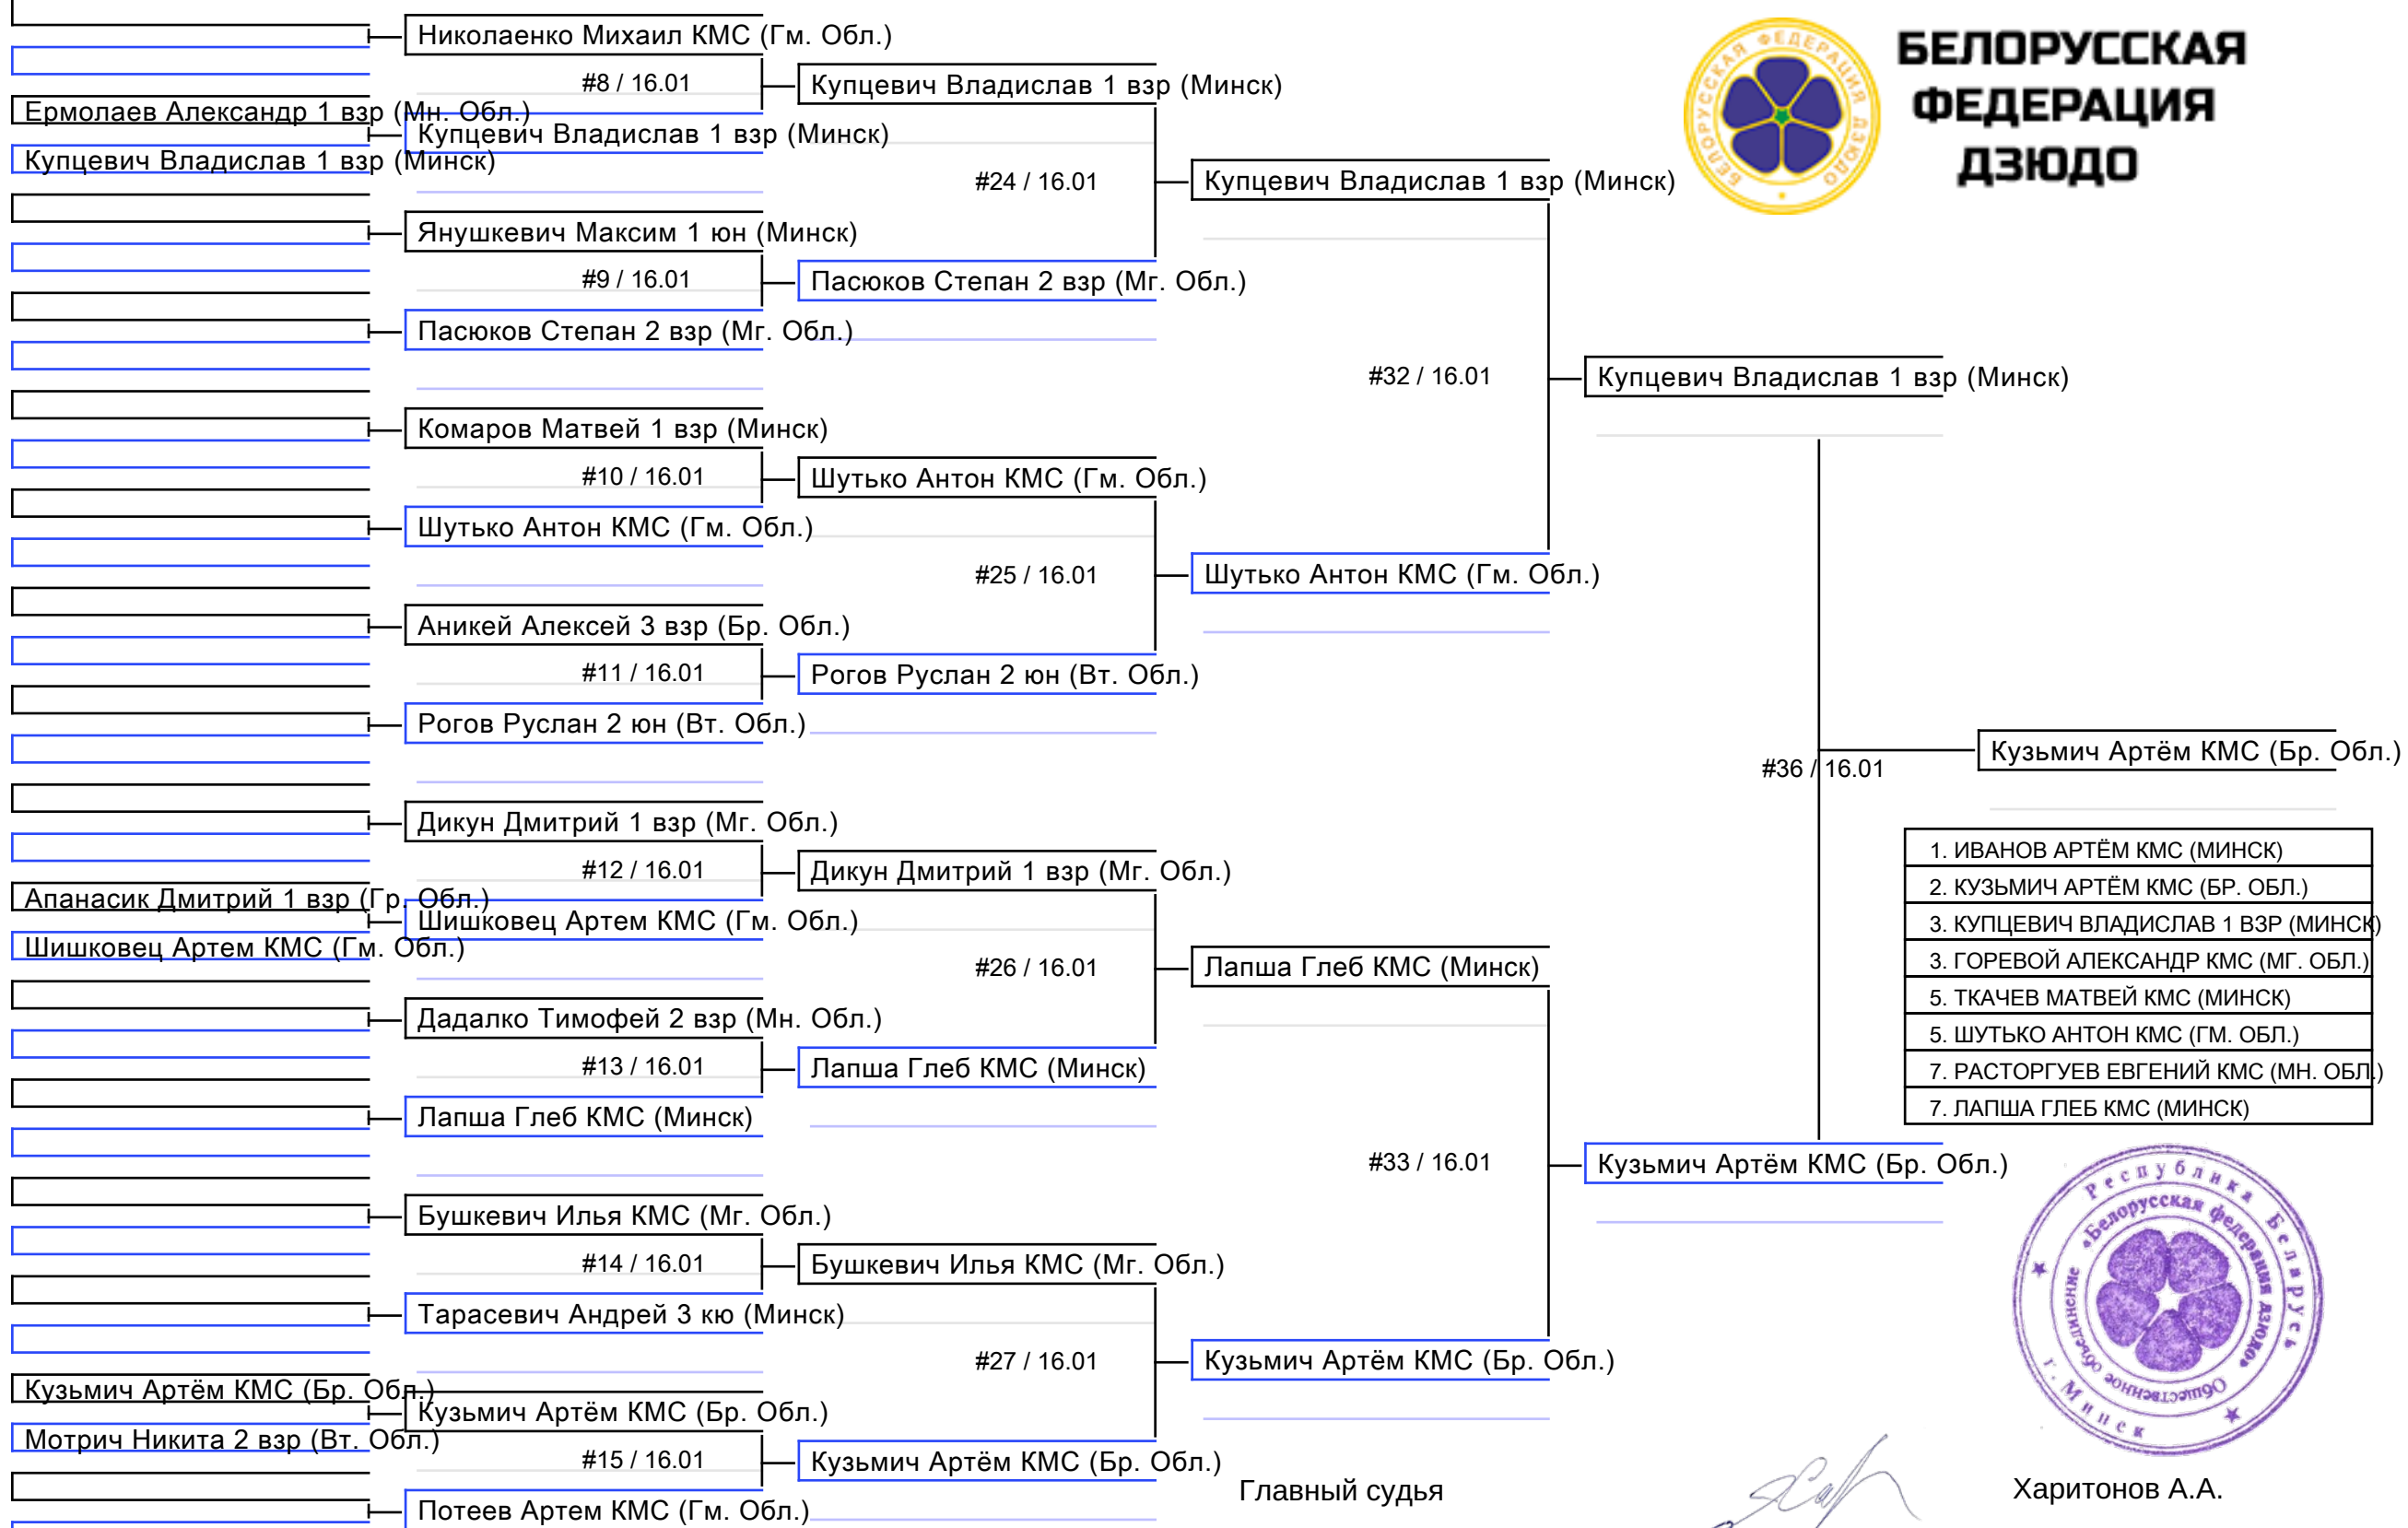 Николаенко Михаил КМС (Гм. Обл.)
#8 / 16.01
Купцевич Владислав 1 взр (Минск)
Ермолаев Александр 1 взр (Мн. Обл.)
Купцевич Владислав 1 взр (Минск)
Купцевич Владислав 1 взр (Минск)
#24 / 16.01
Купцевич Владислав 1 взр (Минск)
Янушкевич Максим 1 юн (Минск)
#9 / 16.01
Пасюков Степан 2 взр (Мг. Обл.)
Пасюков Степан 2 взр (Мг. Обл.)
#32 / 16.01
Купцевич Владислав 1 взр (Минск)
Комаров Матвей 1 взр (Минск)
#10 / 16.01
Шутько Антон КМС (Гм. Обл.)
Шутько Антон КМС (Гм. Обл.)
#25 / 16.01
Шутько Антон КМС (Гм. Обл.)
Аникей Алексей 3 взр (Бр. Обл.)
#11 / 16.01
Рогов Руслан 2 юн (Вт. Обл.)
Рогов Руслан 2 юн (Вт. Обл.)
#36 / 16.01
Кузьмич Артём КМС (Бр. Обл.)
Дикун Дмитрий 1 взр (Мг. Обл.)
#12 / 16.01
Дикун Дмитрий 1 взр (Мг. Обл.)
Апанасик Дмитрий 1 взр (Гр. Обл.)
Шишковец Артем КМС (Гм. Обл.)
Шишковец Артем КМС (Гм. Обл.)
#26 / 16.01
Лапша Глеб КМС (Минск)
Дадалко Тимофей 2 взр (Мн. Обл.)
#13 / 16.01
Лапша Глеб КМС (Минск)
Лапша Глеб КМС (Минск)
#33 / 16.01
Кузьмич Артём КМС (Бр. Обл.)
Бушкевич Илья КМС (Мг. Обл.)
#14 / 16.01
Бушкевич Илья КМС (Мг. Обл.)
Тарасевич Андрей 3 кю (Минск)
#27 / 16.01
Кузьмич Артём КМС (Бр. Обл.)
Кузьмич Артём КМС (Бр. Обл.)
Кузьмич Артём КМС (Бр. Обл.)
Мотрич Никита 2 взр (Вт. Обл.)
#15 / 16.01
Кузьмич Артём КМС (Бр. Обл.)
Потеев Артем КМС (Гм. Обл.)
БЕЛОРУССКАЯ ФЕДЕРАЦИЯ ДЗЮДО
БЕЛОРУССКАЯ
ФЕДЕРАЦИЯ
ДЗЮДО
1. ИВАНОВ АРТЁМ КМС (МИНСК)
2. КУЗЬМИЧ АРТЁМ КМС (БР. ОБЛ.)
3. КУПЦЕВИЧ ВЛАДИСЛАВ 1 ВЗР (МИНСК)
3. ГОРЕВОЙ АЛЕКСАНДР КМС (МГ. ОБЛ.)
5. ТКАЧЕВ МАТВЕЙ КМС (МИНСК)
5. ШУТЬКО АНТОН КМС (ГМ. ОБЛ.)
7. РАСТОРГУЕВ ЕВГЕНИЙ КМС (МН. ОБЛ.)
7. ЛАПША ГЛЕБ КМС (МИНСК)
Республика Беларусь
г. Минск
«Белорусская федерация дзюдо»
Общественное объединение
Главный судья
Харитонов А.А.